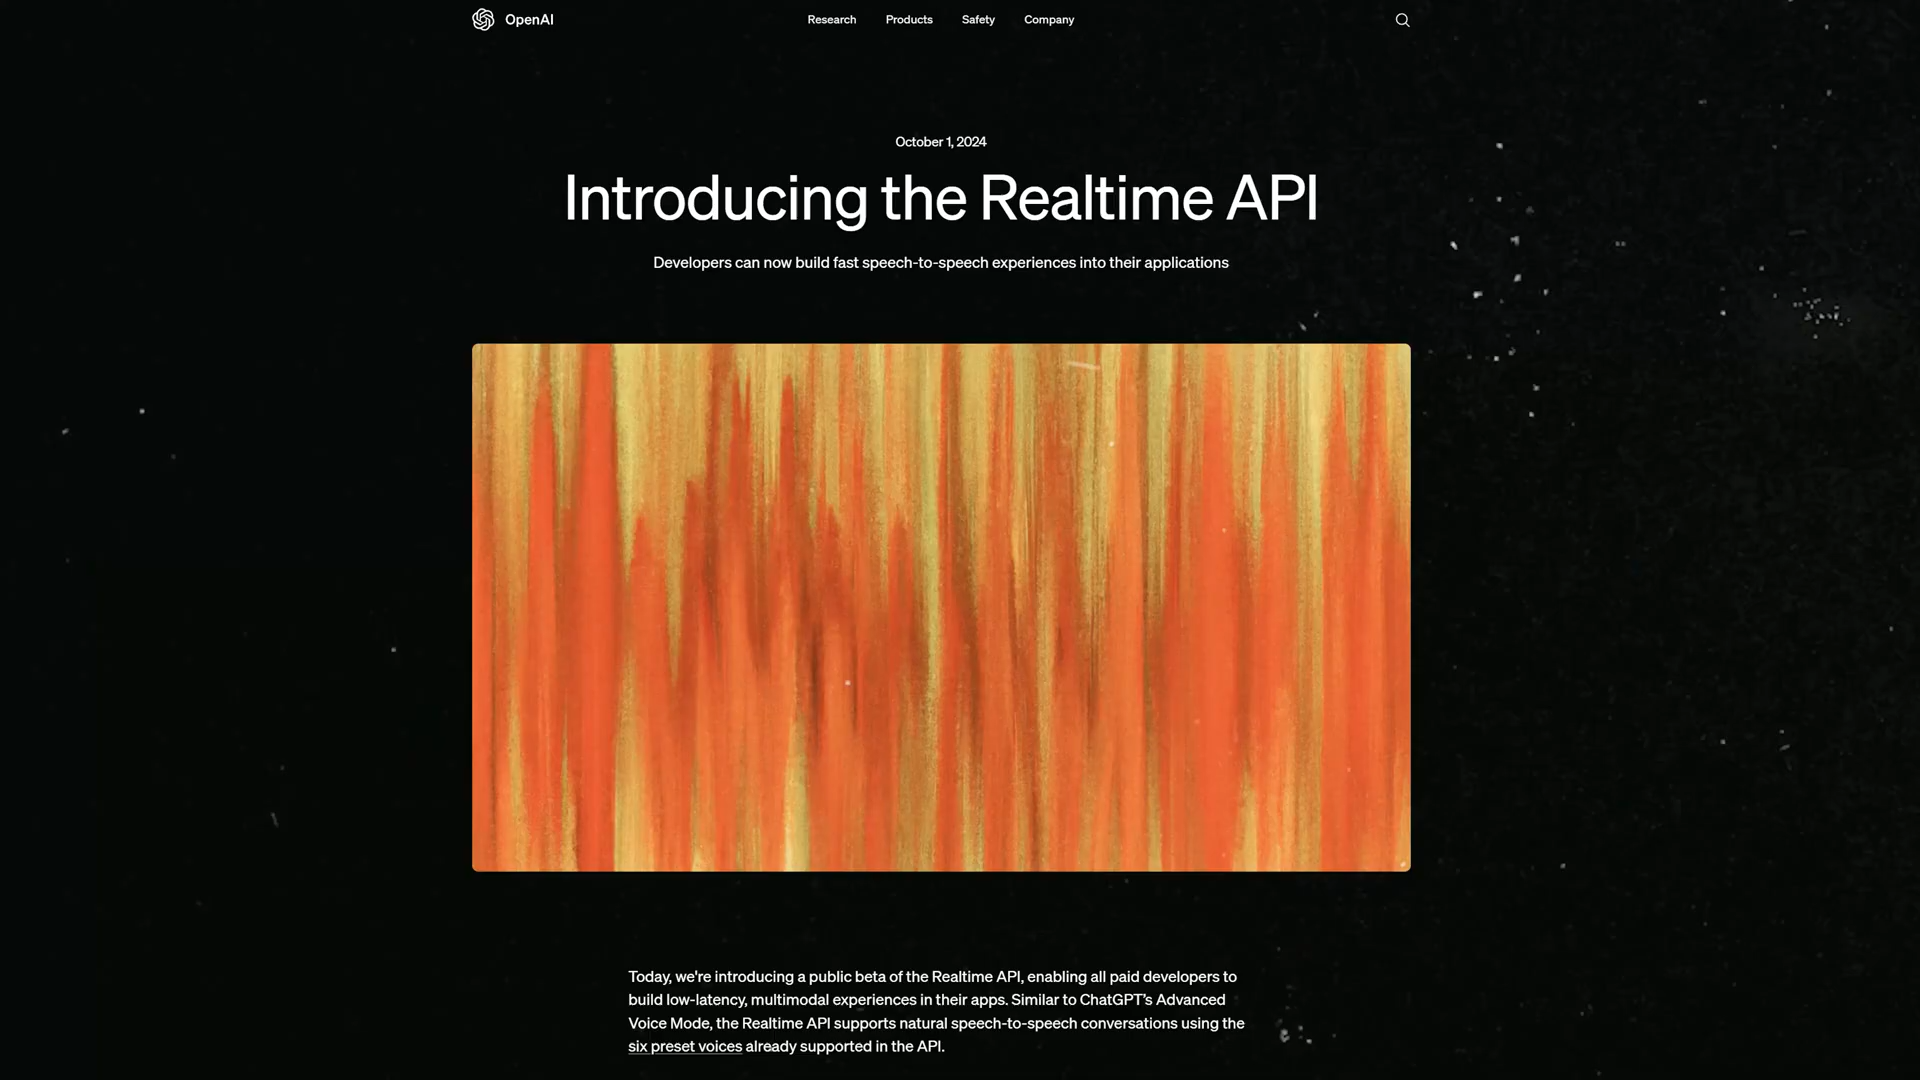 OpenAI
Research
Products
Safety
Company
October 1, 2024
Introducing the Realtime API
Developers can now build fast speech-to-speech experiences into their applications
Today, we're introducing a public beta of the Realtime API, enabling all paid developers to
build low-latency, multimodal experiences in their apps. Similar to ChatGPT’s Advanced
Voice Mode, the Realtime API supports natural speech-to-speech conversations using the
six preset voices already supported in the API.